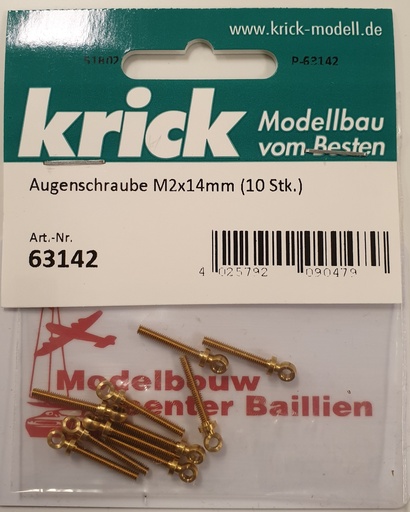 www.krick-modell.de
P-63142
krick
Modellbau
vom Besten
Augenschraube M2x14mm (10 Stk.)
Art.-Nr.
63142
4 025792 090479
Modelbouw
Center Baillien